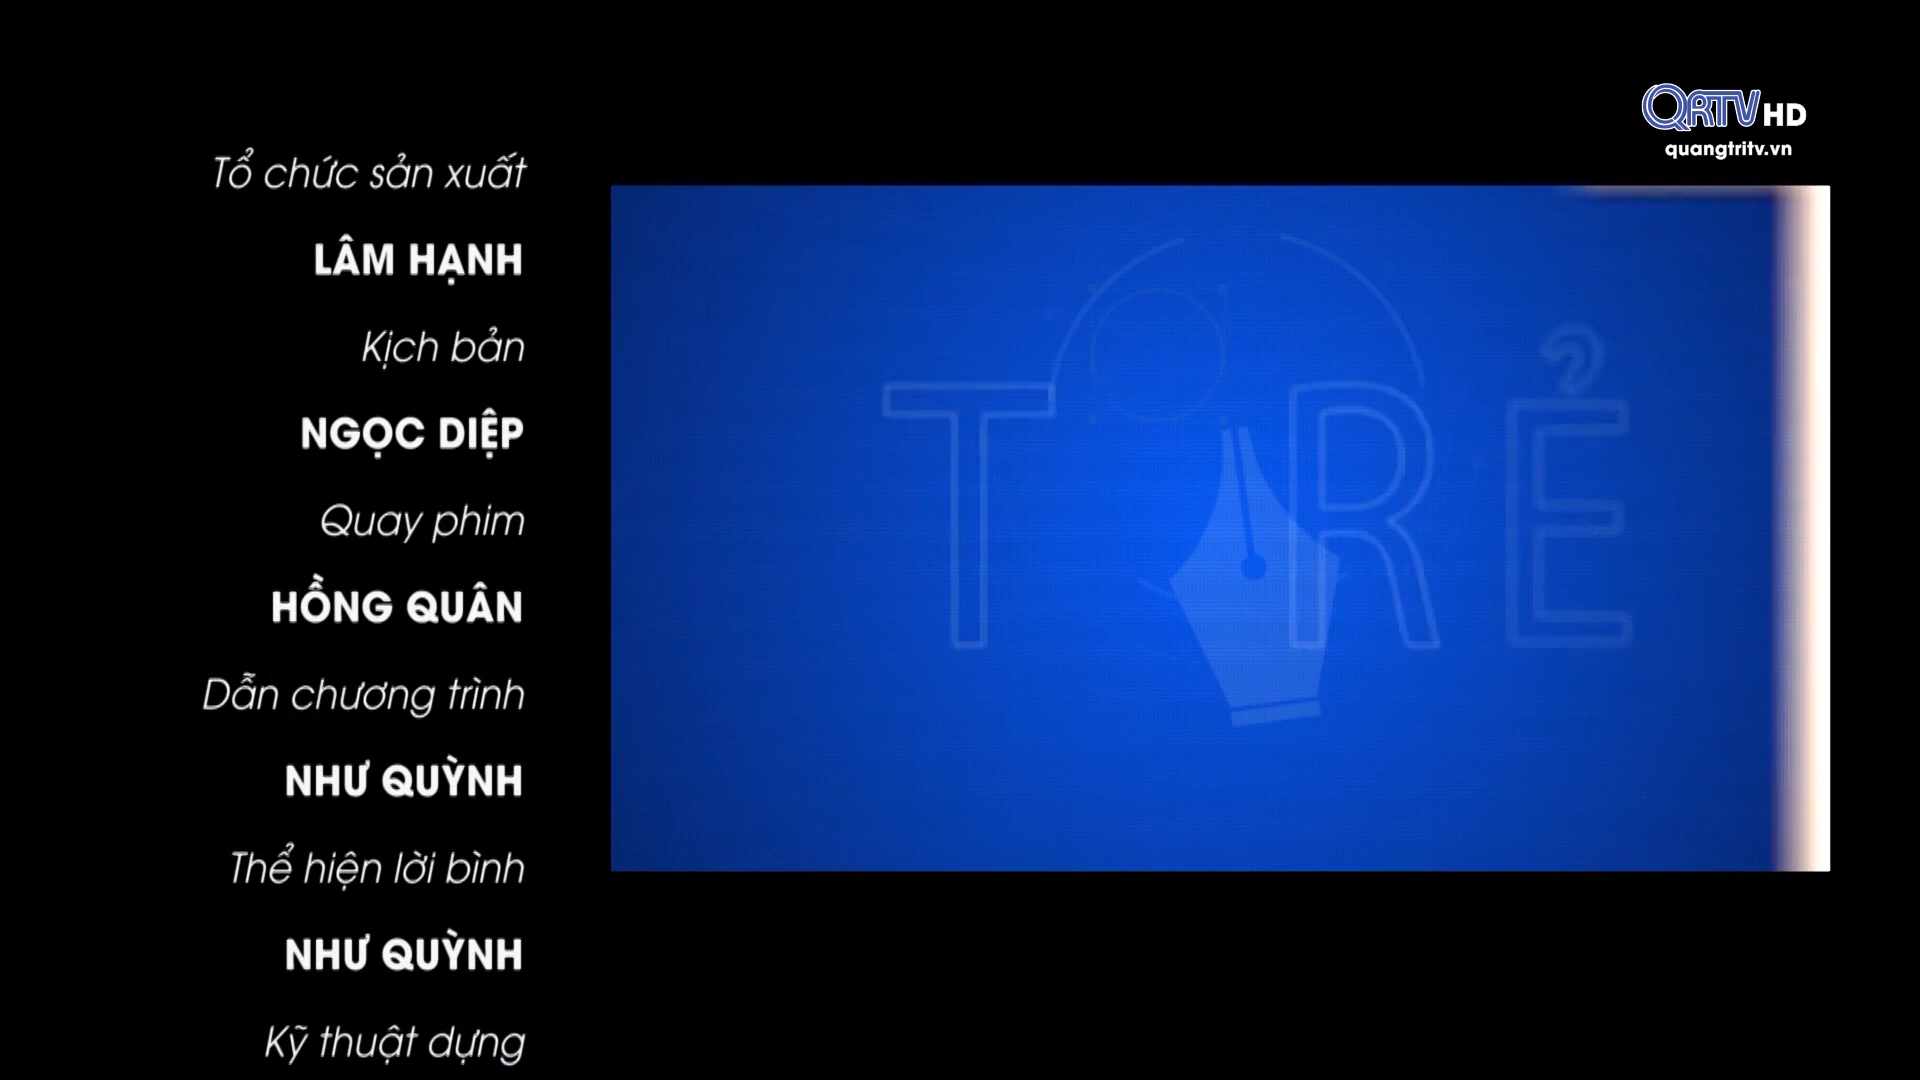 QRTV HD
quangtritv.vn
Tổ chức sản xuất
LÂM HẠNH
Kịch bản
NGỌC DIỆP
Quay phim
HỒNG QUÂN
Dẫn chương trình
NHƯ QUỲNH
Thể hiện lời bình
NHƯ QUỲNH
Kỹ thuật dựng
TRẺ